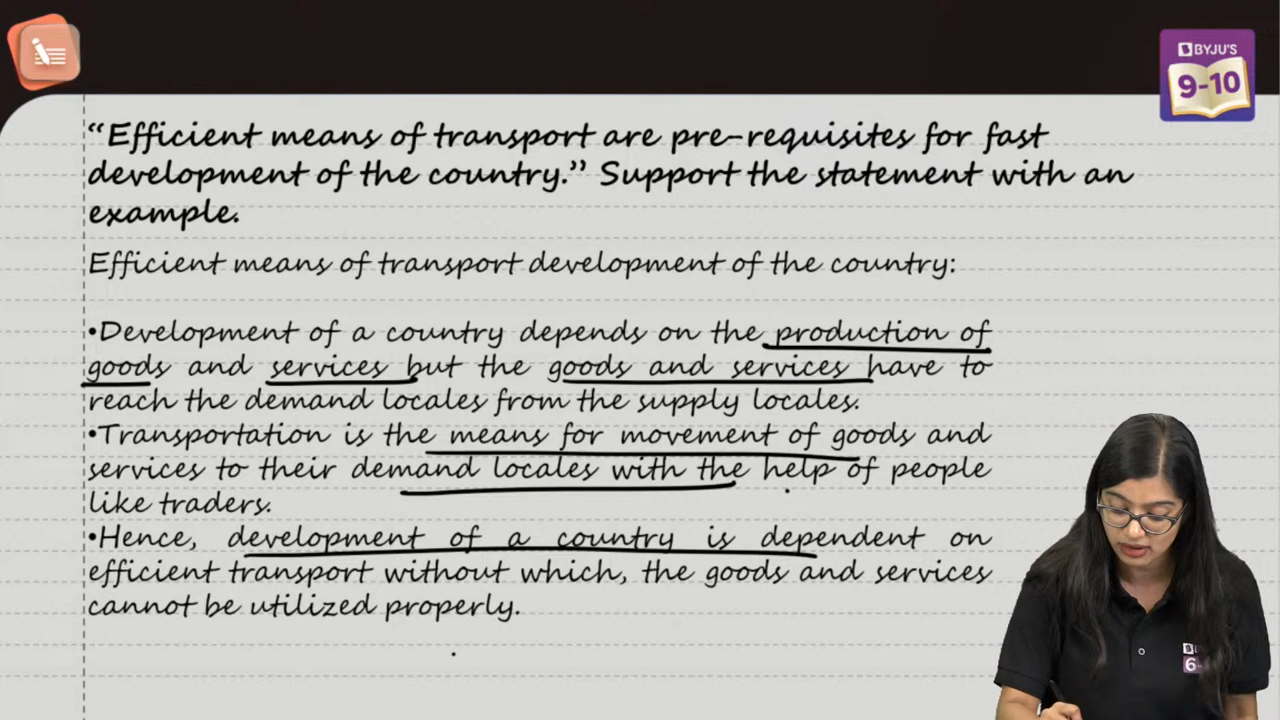 BYJU'S
9-10
“Efficient means of transport are pre-requisites for fast
development of the country.” Support the statement with an
example.
Efficient means of transport development of the country:
•Development of a country depends on the production of
goods and services but the goods and services have to
reach the demand locales from the supply locales.
•Transportation is the means for movement of goods and
services to their demand locales with the help of people
like traders.
•Hence, development of a country is dependent on
efficient transport without which, the goods and services
cannot be utilized properly.